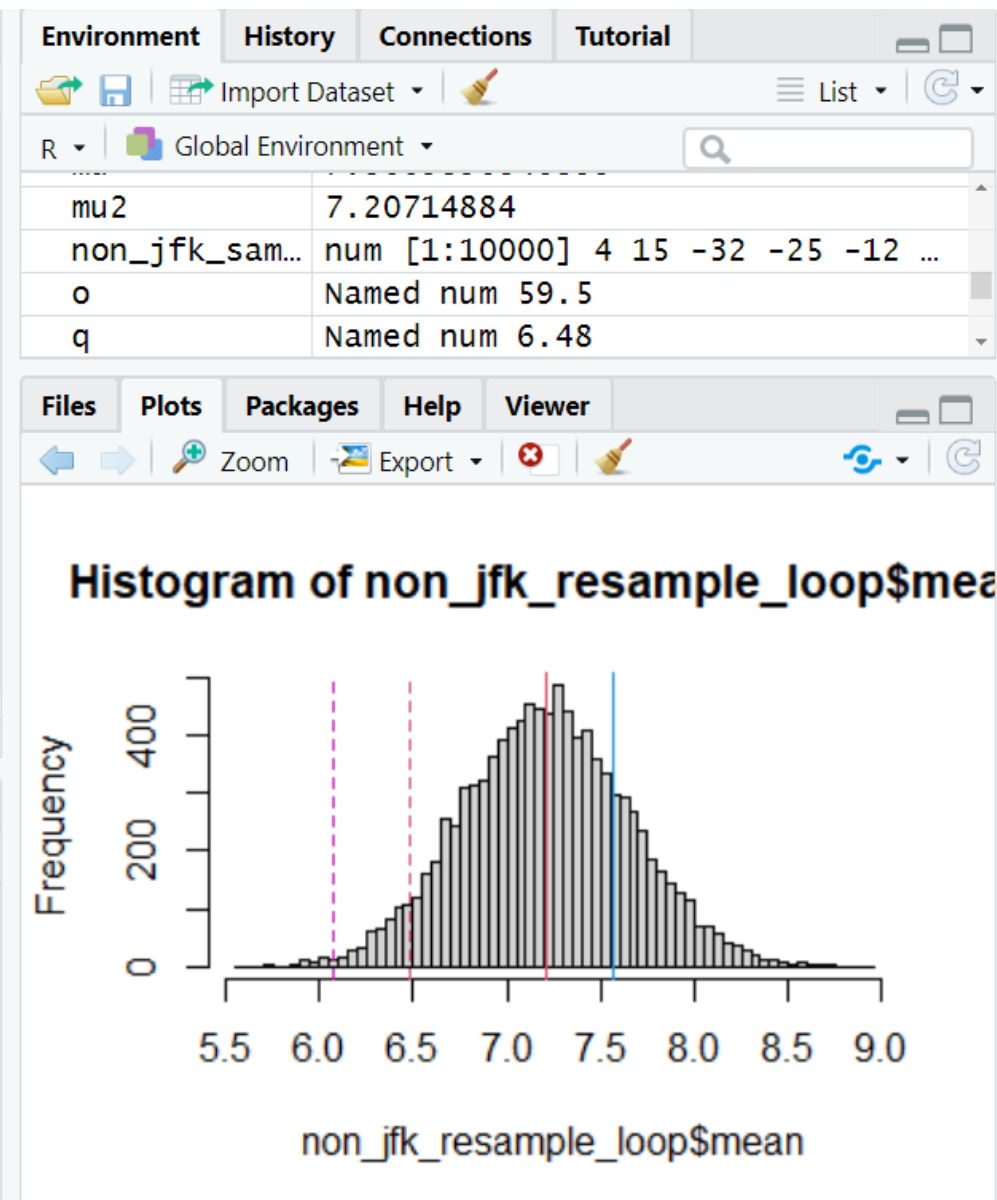 Environment History Connections Tutorial
Import Dataset List
R Global Environment
mu2 7.20714884
non_jfk_sam… num [1:10000] 4 15 -32 -25 -12 …
o Named num 59.5
q Named num 6.48
Files Plots Packages Help Viewer
Zoom Export
Histogram of non_jfk_resample_loop$mea
Frequency
400
200
0
5.5 6.0 6.5 7.0 7.5 8.0 8.5 9.0
non_jfk_resample_loop$mean